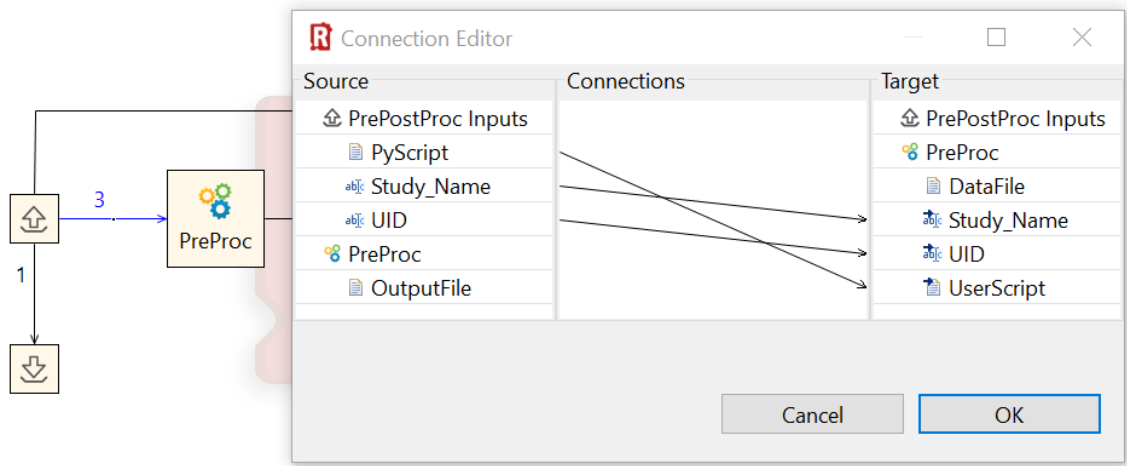 Connection Editor
Source Connections Target
PrePostProc Inputs PrePostProc Inputs
PyScript PreProc
Study_Name DataFile
UID Study_Name
PreProc UID
OutputFile UserScript
3
PreProc
1
Cancel OK